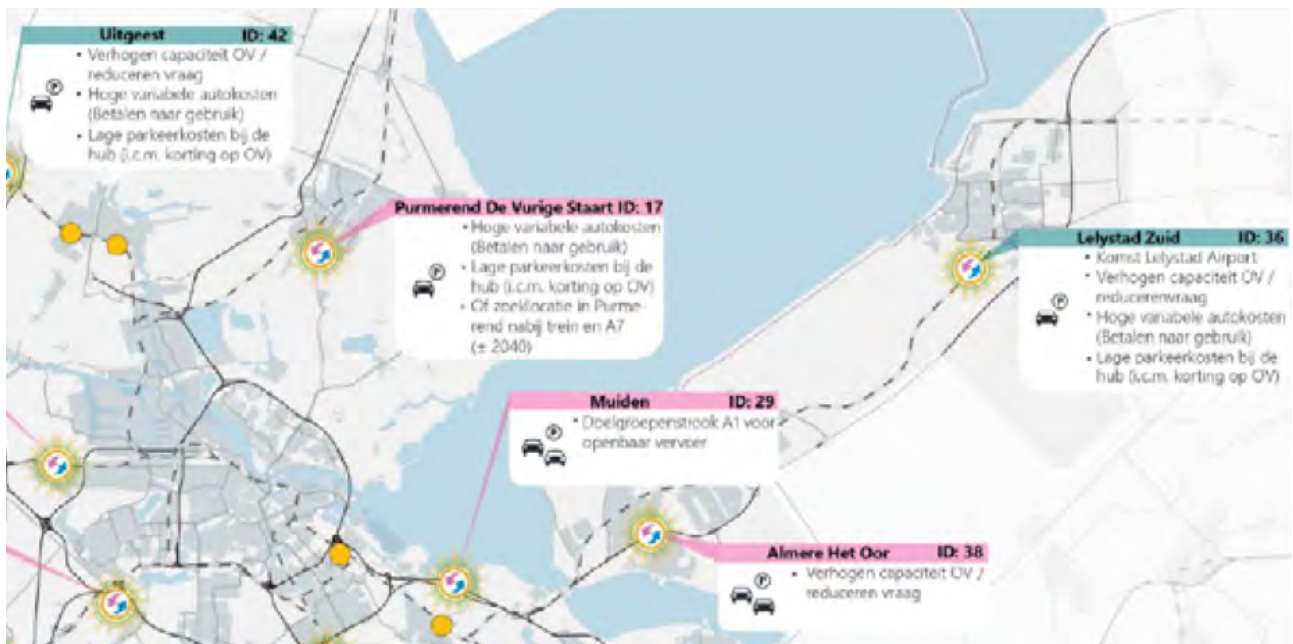 Uitgeest ID: 42
• Verhogen capaciteit OV /
reduceren vraag
• Hoge variabele autokosten
(Betalen naar gebruik)
• Lage parkeerkosten bij de
hub (i.c.m. korting op OV)
P
Purmerend De Vurige Staart ID: 17
• Hoge variabele autokosten
(Betalen naar gebruik)
• Lage parkeerkosten bij de
hub (i.c.m. korting op OV)
• Of zoeklocatie in Purme-
rend nabij trein en A7
(± 2040)
P
Lelystad Zuid ID: 36
• Komst Lelystad Airport
• Verhogen capaciteit OV /
reducerenvraag
• Hoge variabele autokosten
(Betalen naar gebruik)
• Lage parkeerkosten bij de
hub (i.c.m. korting op OV)
P
Muiden ID: 29
• Doelgroepenstrook A1 voor
openbaar vervoer
P
Almere Het Oor ID: 38
• Verhogen capaciteit OV /
reduceren vraag
P